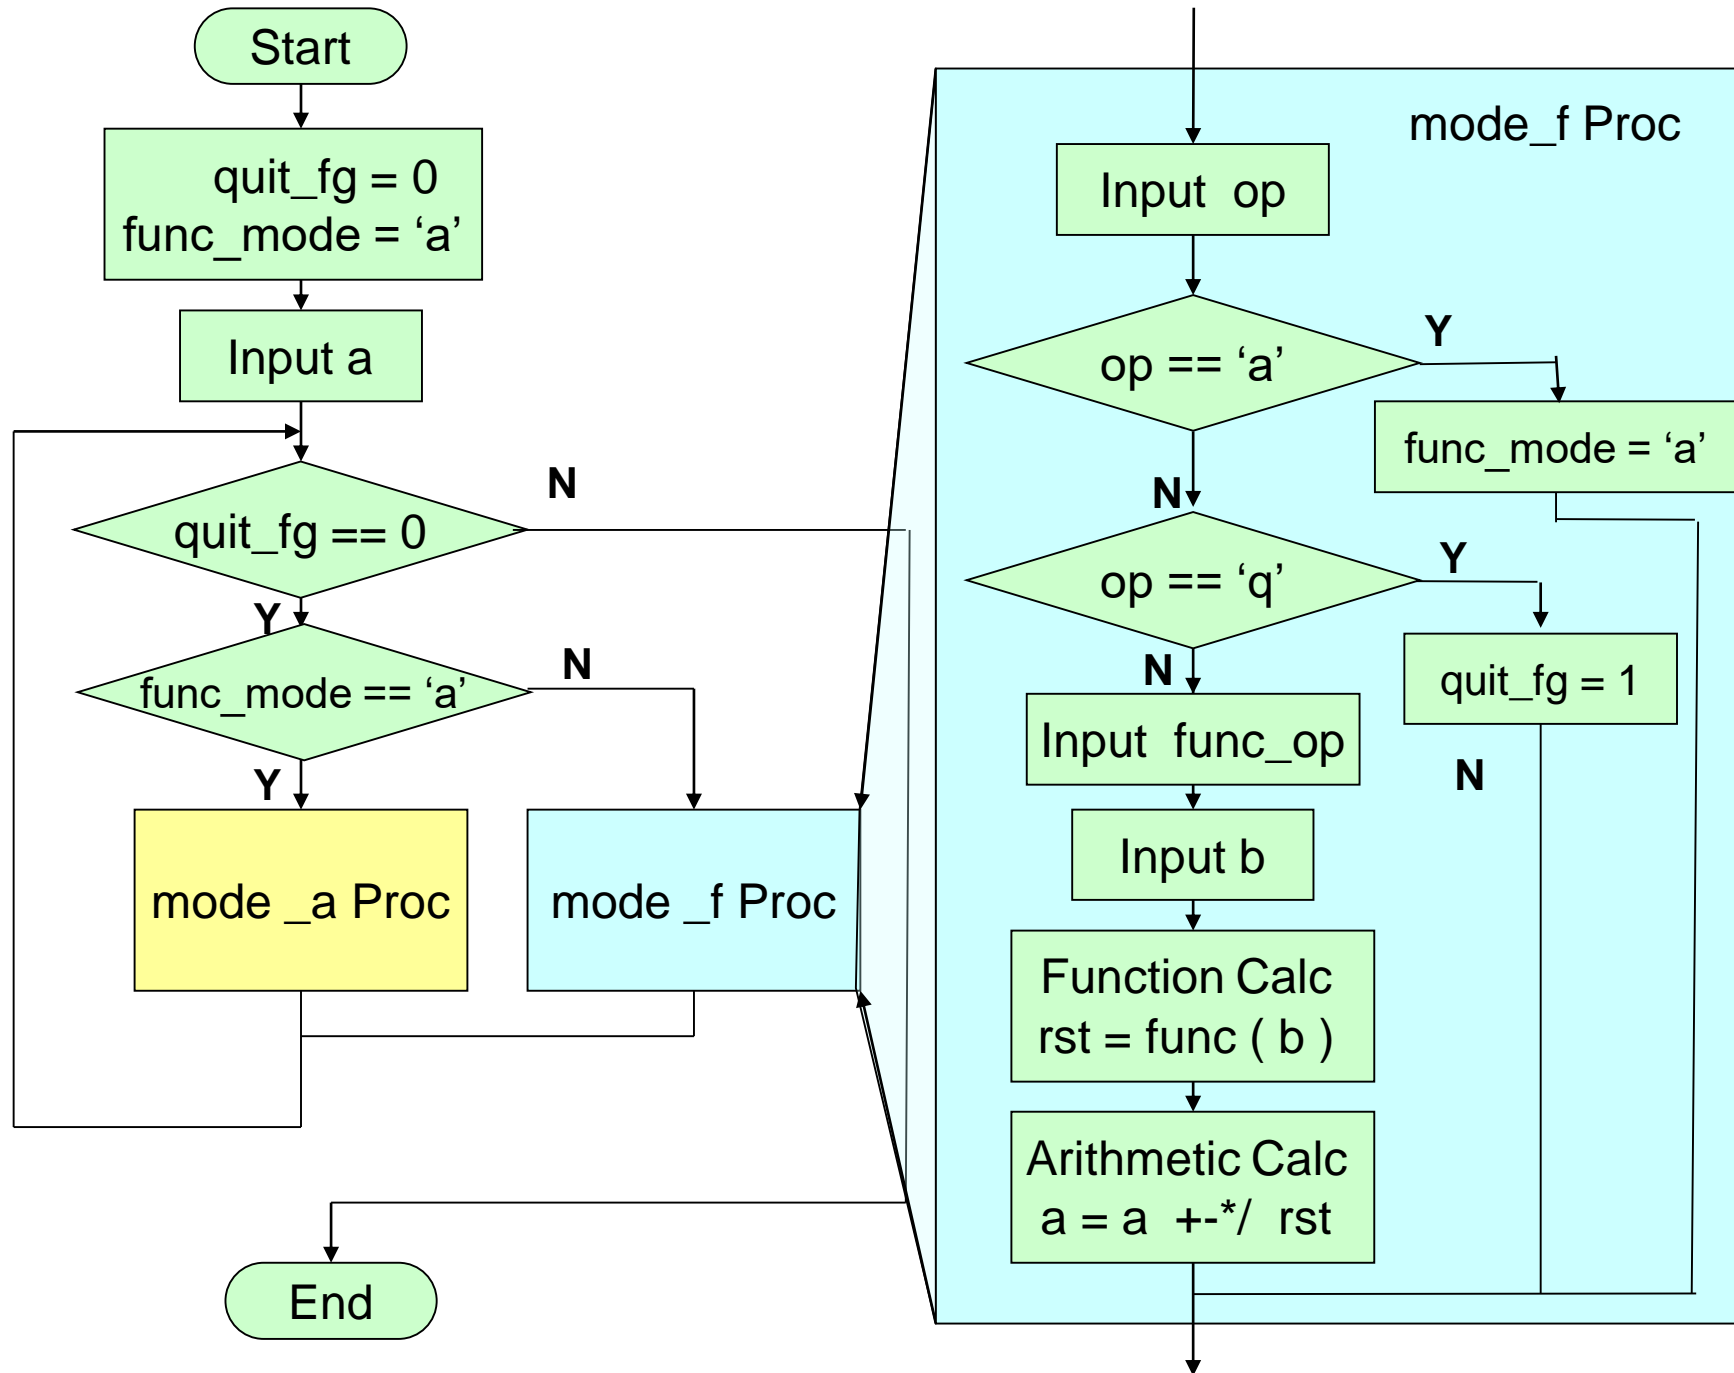 Start
quit_fg = 0
func_mode = ‘a’
Input a
quit_fg == 0
N
Y
func_mode == ‘a’
N
Y
mode _a Proc
mode _f Proc
End
mode_f Proc
Input op
op == ‘a’
Y
func_mode = ‘a’
N
op == ‘q’
Y
quit_fg = 1
N
N
Input func_op
Input b
Function Calc
rst = func ( b )
Arithmetic Calc
a = a +-*/ rst